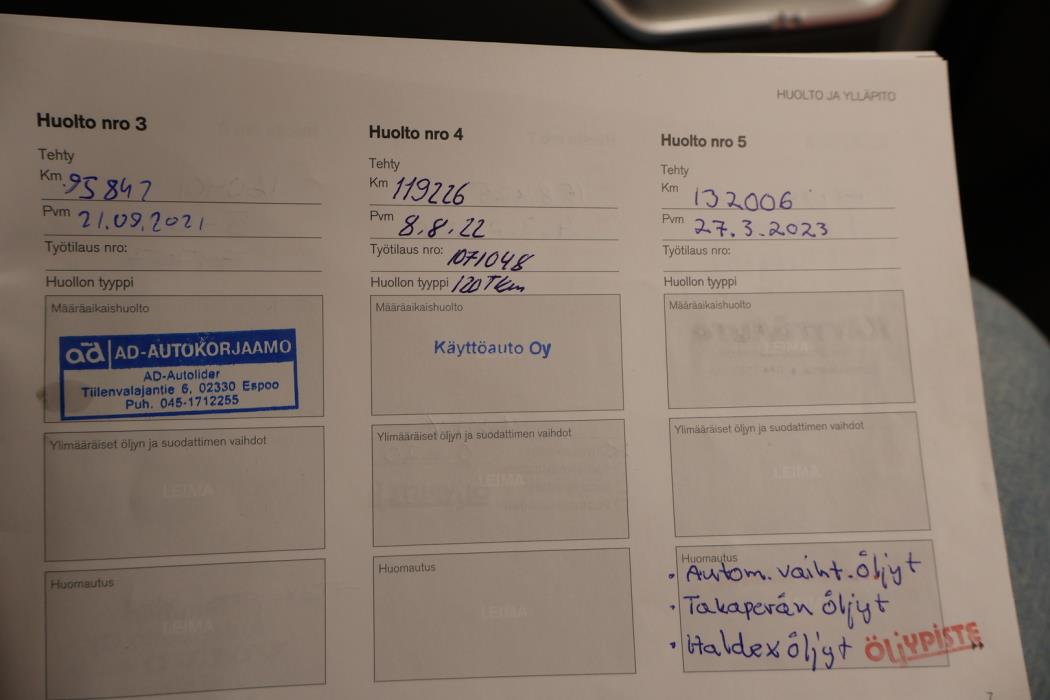 HUOLTO JA YLLÄPITO
Huolto nro 3
Tehty
Km 95847
Pvm 21.09.2021
Työtilaus nro:
Huollon tyyppi
Määräaikaishuolto
ad AD-AUTOKORJAAMO
AD-Autolider
Tiilenvalajantie 6, 02330 Espoo
Puh. 045-1712255
Ylimääräiset öljyn ja suodattimen vaihdot
LEIMA
Huomautus
LEIMA
Huolto nro 4
Tehty
Km 119226
Pvm 8.8.22
Työtilaus nro: 1071048
Huollon tyyppi 120Tkm
Määräaikaishuolto
Käyttöauto Oy
Ylimääräiset öljyn ja suodattimen vaihdot
LEIMA
Huomautus
LEIMA
Huolto nro 5
Tehty
Km 132006
Pvm 27.3.2023
Työtilaus nro:
Huollon tyyppi
Määräaikaishuolto
LEIMA
Ylimääräiset öljyn ja suodattimen vaihdot
LEIMA
Huomautus
• Autom. vaiht. öljyt
• Takaperän öljyt
• Haldex öljyt ÖLJYPISTE
7